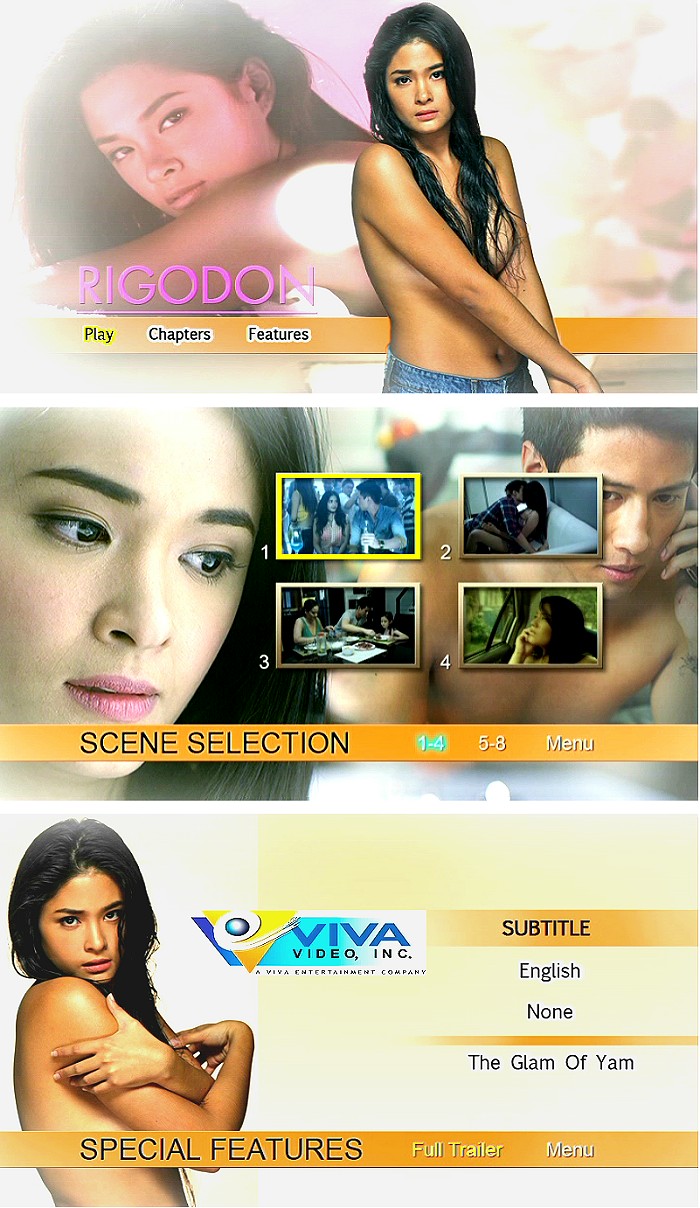 RIGODON
Play Chapters Features
1 2
3 4
SCENE SELECTION 1-4 5-8 Menu
VIVA
VIDEO, INC.
A VIVA ENTERTAINMENT COMPANY
SUBTITLE
English
None
The Glam Of Yam
SPECIAL FEATURES Full Trailer Menu